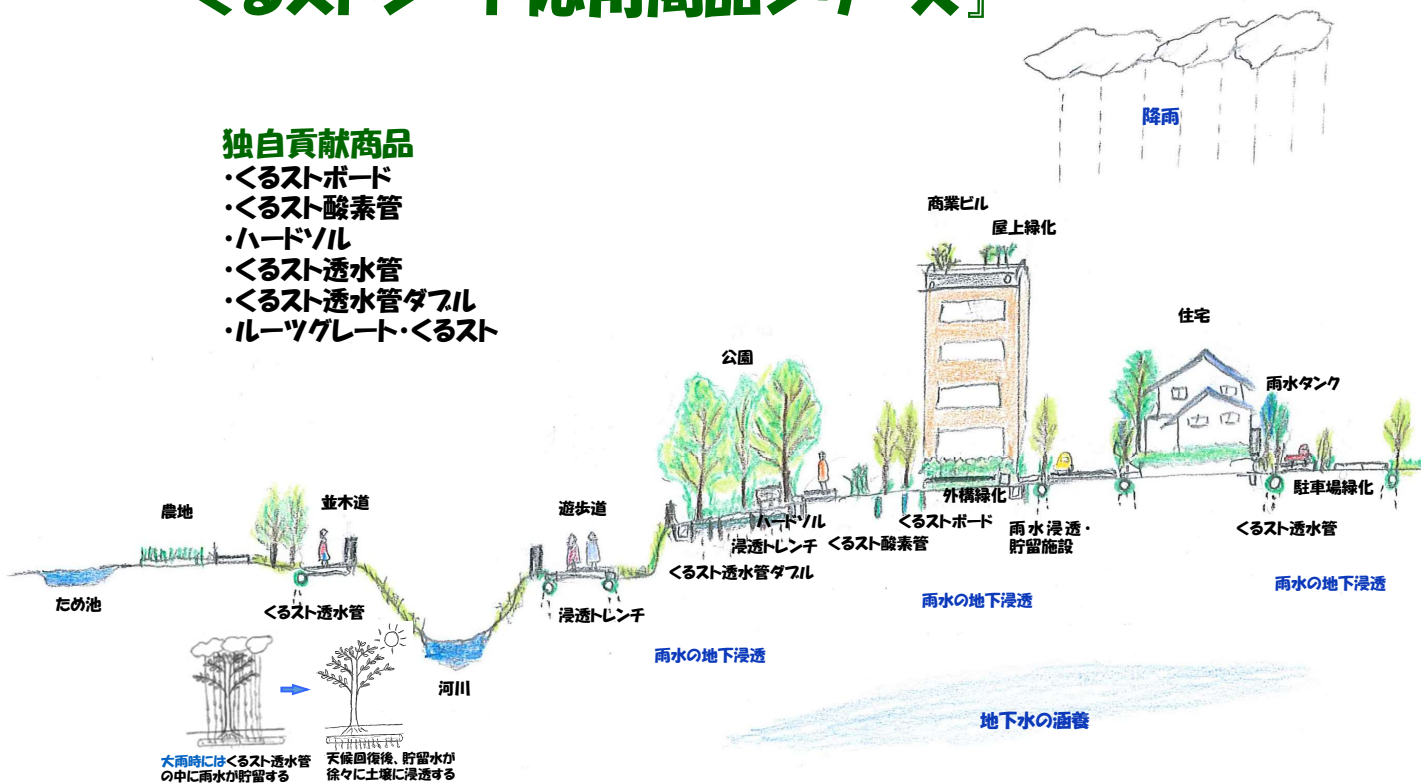 独自貢献商品
・くるストボード
・くるスト酸素管
・ハードソル
・くるスト透水管
・くるスト透水管ダブル
・ルーツグレート・くるスト
降雨
商業ビル
屋上緑化
住宅
雨水タンク
公園
農地
並木道
遊歩道
ハードソル
浸透トレンチ
くるスト酸素管
外構緑化
くるストボード
雨水浸透・
貯留施設
駐車場緑化
くるスト透水管
くるスト透水管ダブル
ため池
くるスト透水管
浸透トレンチ
雨水の地下浸透
雨水の地下浸透
雨水の地下浸透
河川
地下水の涵養
大雨時にはくるスト透水管
の中に雨水が貯留する
天候回復後、貯留水が
徐々に土壌に浸透する